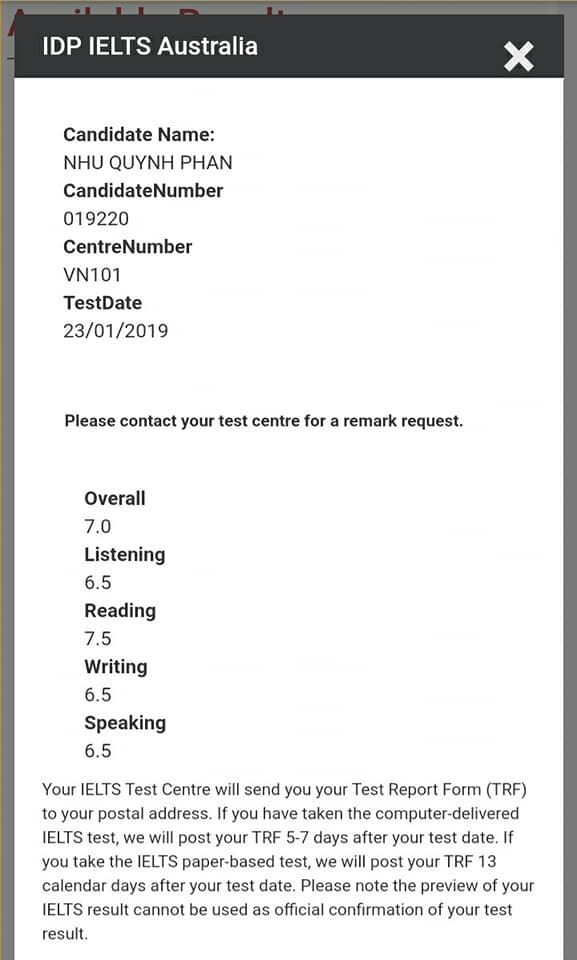 IDP IELTS Australia
Candidate Name:
NHU QUYNH PHAN
CandidateNumber
019220
CentreNumber
VN101
TestDate
23/01/2019
Please contact your test centre for a remark request.
Overall
7.0
Listening
6.5
Reading
7.5
Writing
6.5
Speaking
6.5
Your IELTS Test Centre will send you your Test Report Form (TRF)
to your postal address. If you have taken the computer-delivered
IELTS test, we will post your TRF 5-7 days after your test date. If
you take the IELTS paper-based test, we will post your TRF 13
calendar days after your test date. Please note the preview of your
IELTS result cannot be used as official confirmation of your test
result.